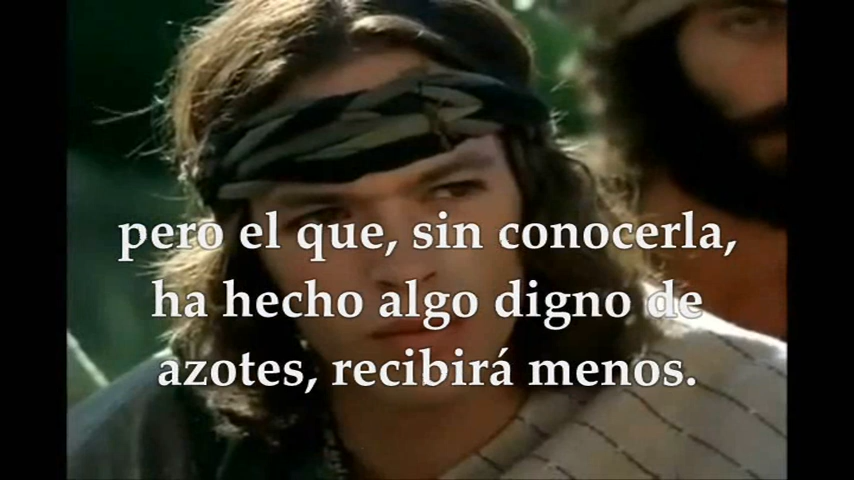 pero el que, sin conocerla,
ha hecho algo digno de
azotes, recibirá menos.